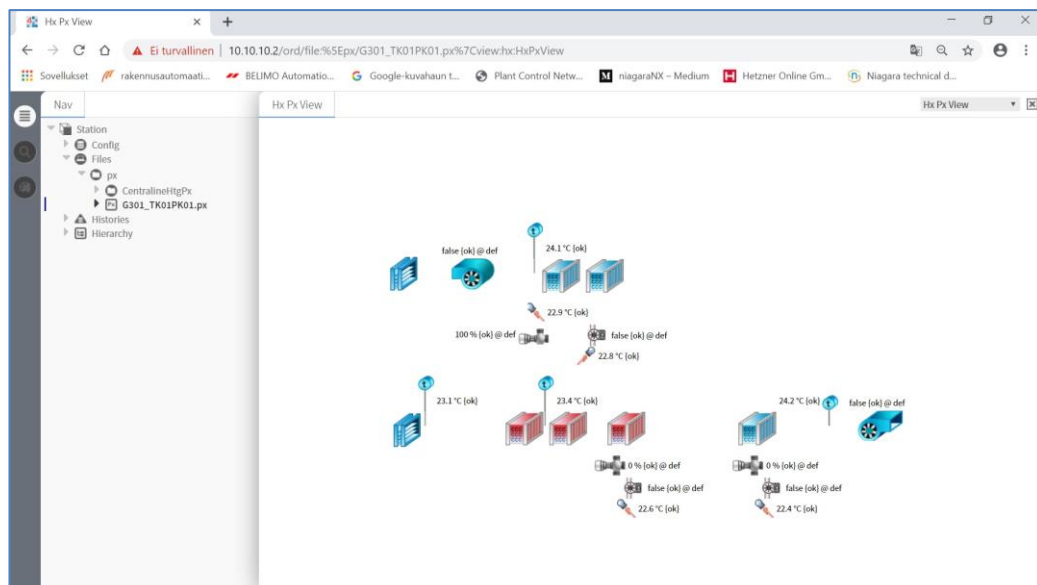 Hx Px View
Ei turvallinen | 10.10.10.2/ord/file:%5Epx/G301_TK01PK01.px%7Cview:hx:HxPxView
Sovellukset rakennusautomaati... BELIMO Automatio... Google-kuvahaun t... Plant Control Netw... niagaraNX – Medium Hetzner Online Gm... Niagara technical d...
Nav Hx Px View Hx Px View
Station
Config
Files
px
CentralineHtgPx
G301_TK01PK01.px
Histories
Hierarchy
false {ok} @ def 24.1 °C {ok}
22.9 °C {ok}
100 % {ok} @ def false {ok} @ def
22.8 °C {ok}
23.1 °C {ok} 23.4 °C {ok} 24.2 °C {ok} false {ok} @ def
0 % {ok} @ def 0 % {ok} @ def
false {ok} @ def false {ok} @ def
22.6 °C {ok} 22.4 °C {ok}